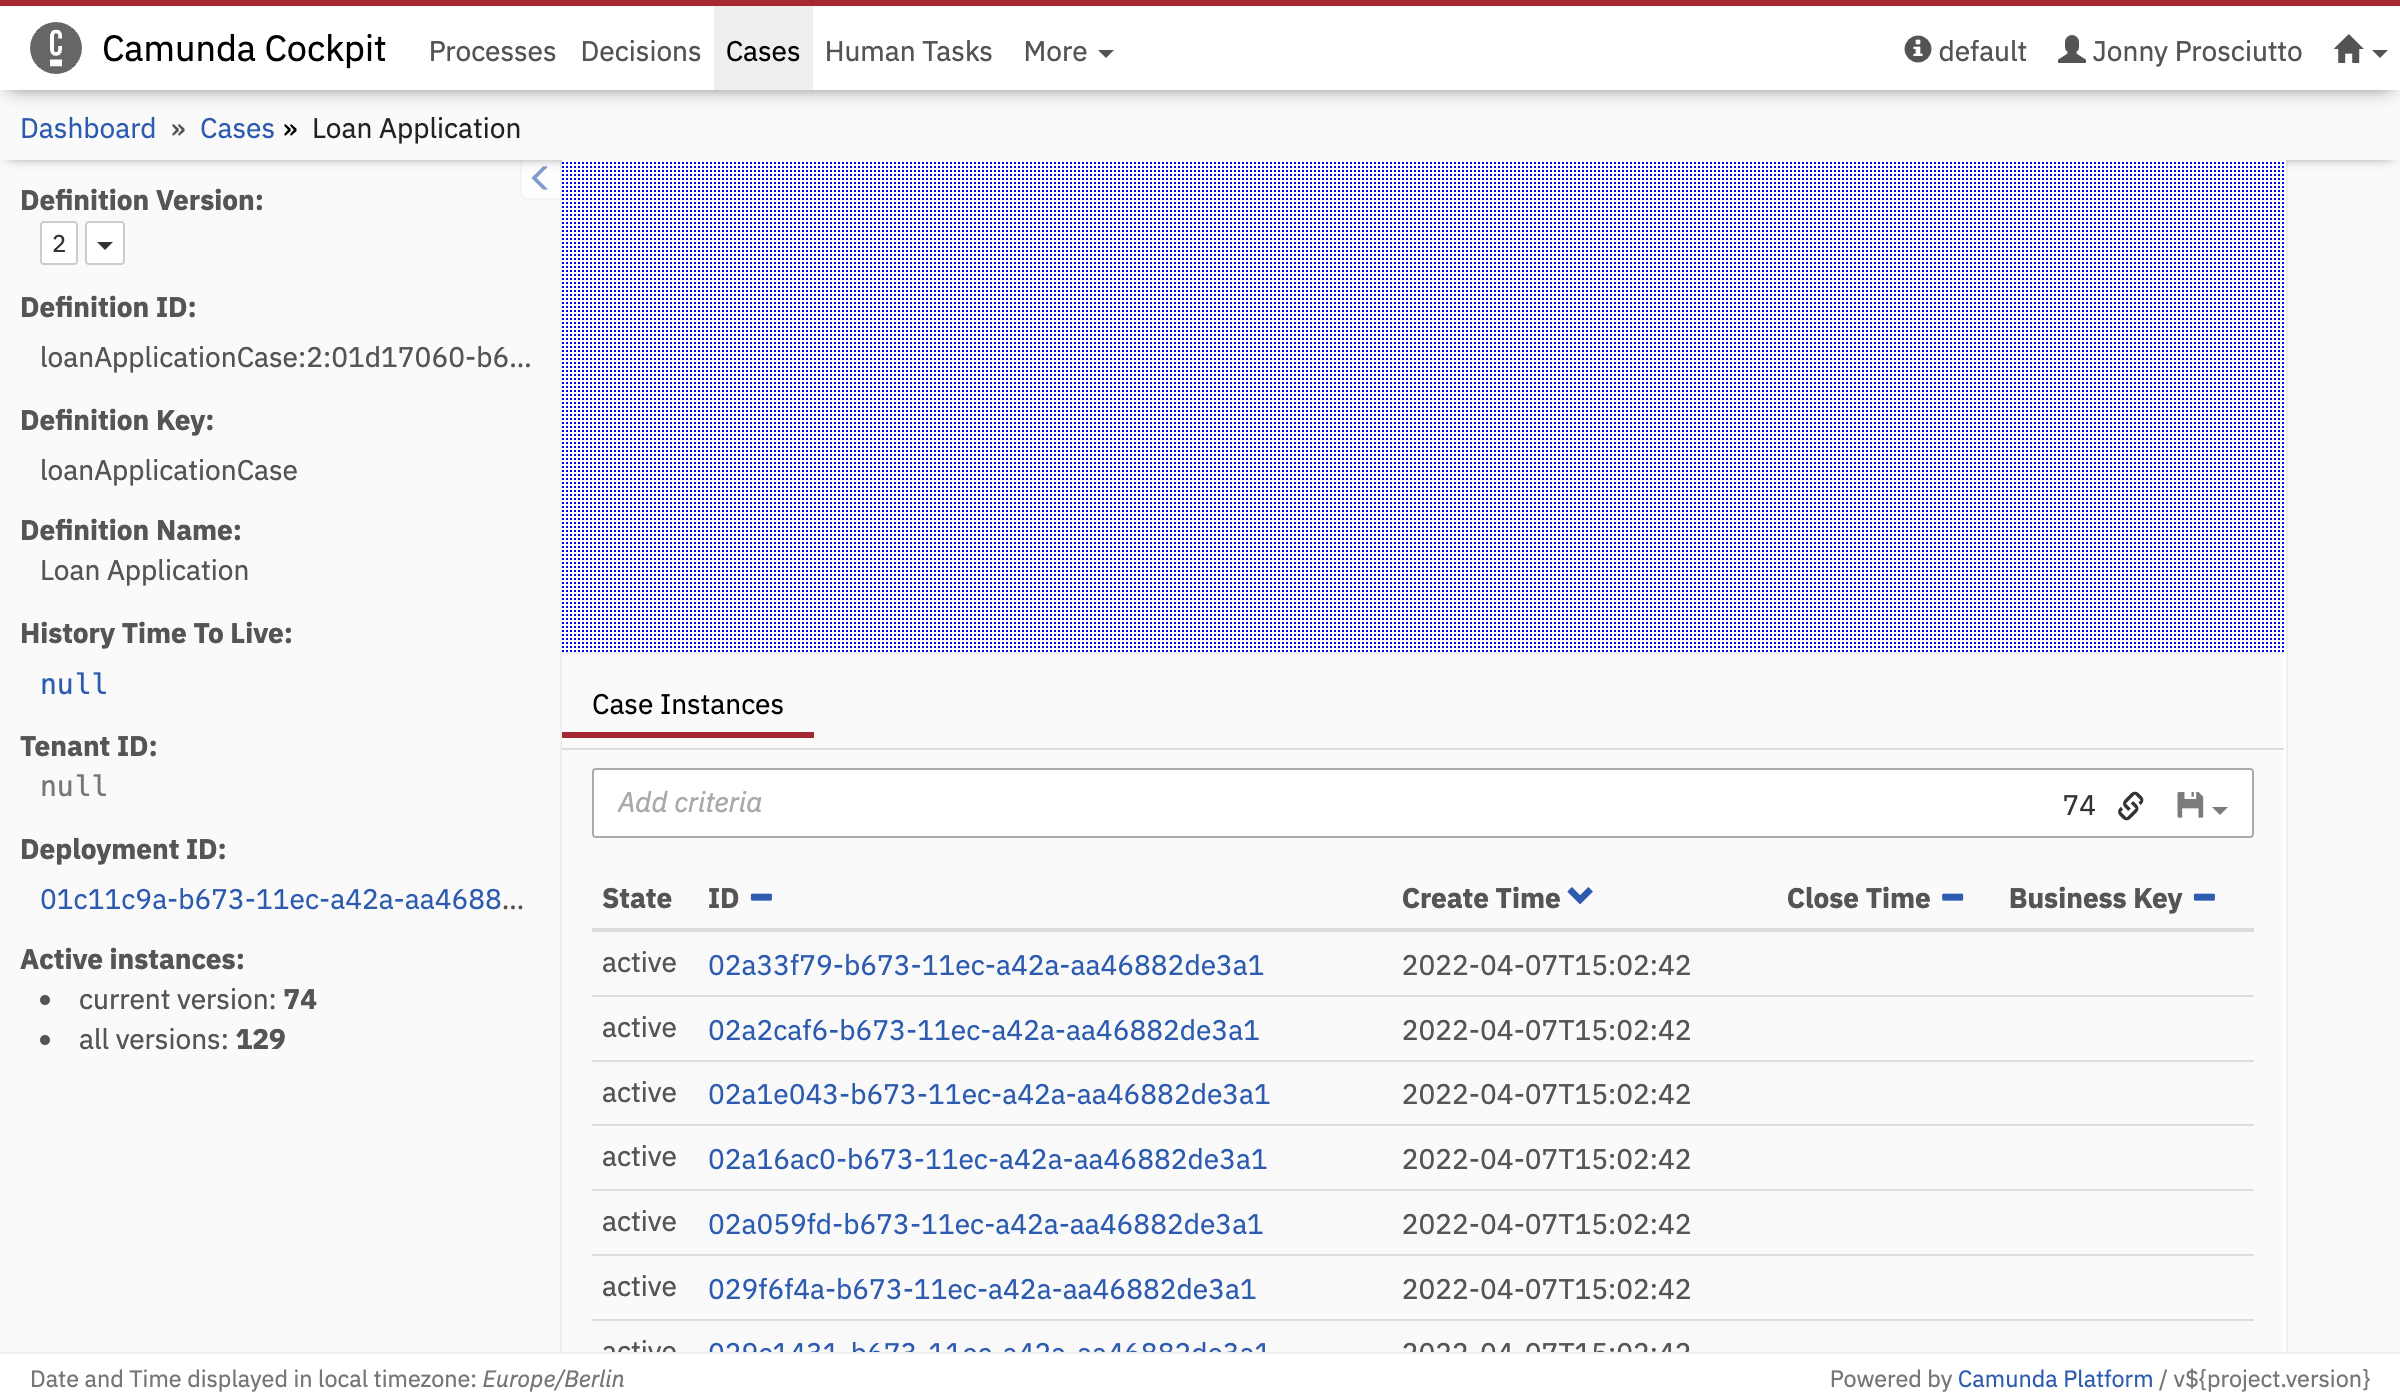 Camunda Cockpit Processes Decisions Cases Human Tasks More default Jonny Prosciutto
Dashboard » Cases » Loan Application
Definition Version:
2
Definition ID:
loanApplicationCase:2:01d17060-b6...
Definition Key:
loanApplicationCase
Definition Name:
Loan Application
History Time To Live:
null
Tenant ID:
null
Deployment ID:
01c11c9a-b673-11ec-a42a-aa4688...
Active instances:
• current version: 74
• all versions: 129
Case Instances
Add criteria 74
State ID Create Time Close Time Business Key
active 02a33f79-b673-11ec-a42a-aa46882de3a1 2022-04-07T15:02:42
active 02a2caf6-b673-11ec-a42a-aa46882de3a1 2022-04-07T15:02:42
active 02a1e043-b673-11ec-a42a-aa46882de3a1 2022-04-07T15:02:42
active 02a16ac0-b673-11ec-a42a-aa46882de3a1 2022-04-07T15:02:42
active 02a059fd-b673-11ec-a42a-aa46882de3a1 2022-04-07T15:02:42
active 029f6f4a-b673-11ec-a42a-aa46882de3a1 2022-04-07T15:02:42
active 2022-04-07T15:02:42
Date and Time displayed in local timezone: Europe/Berlin
Powered by Camunda Platform / v${project.version}